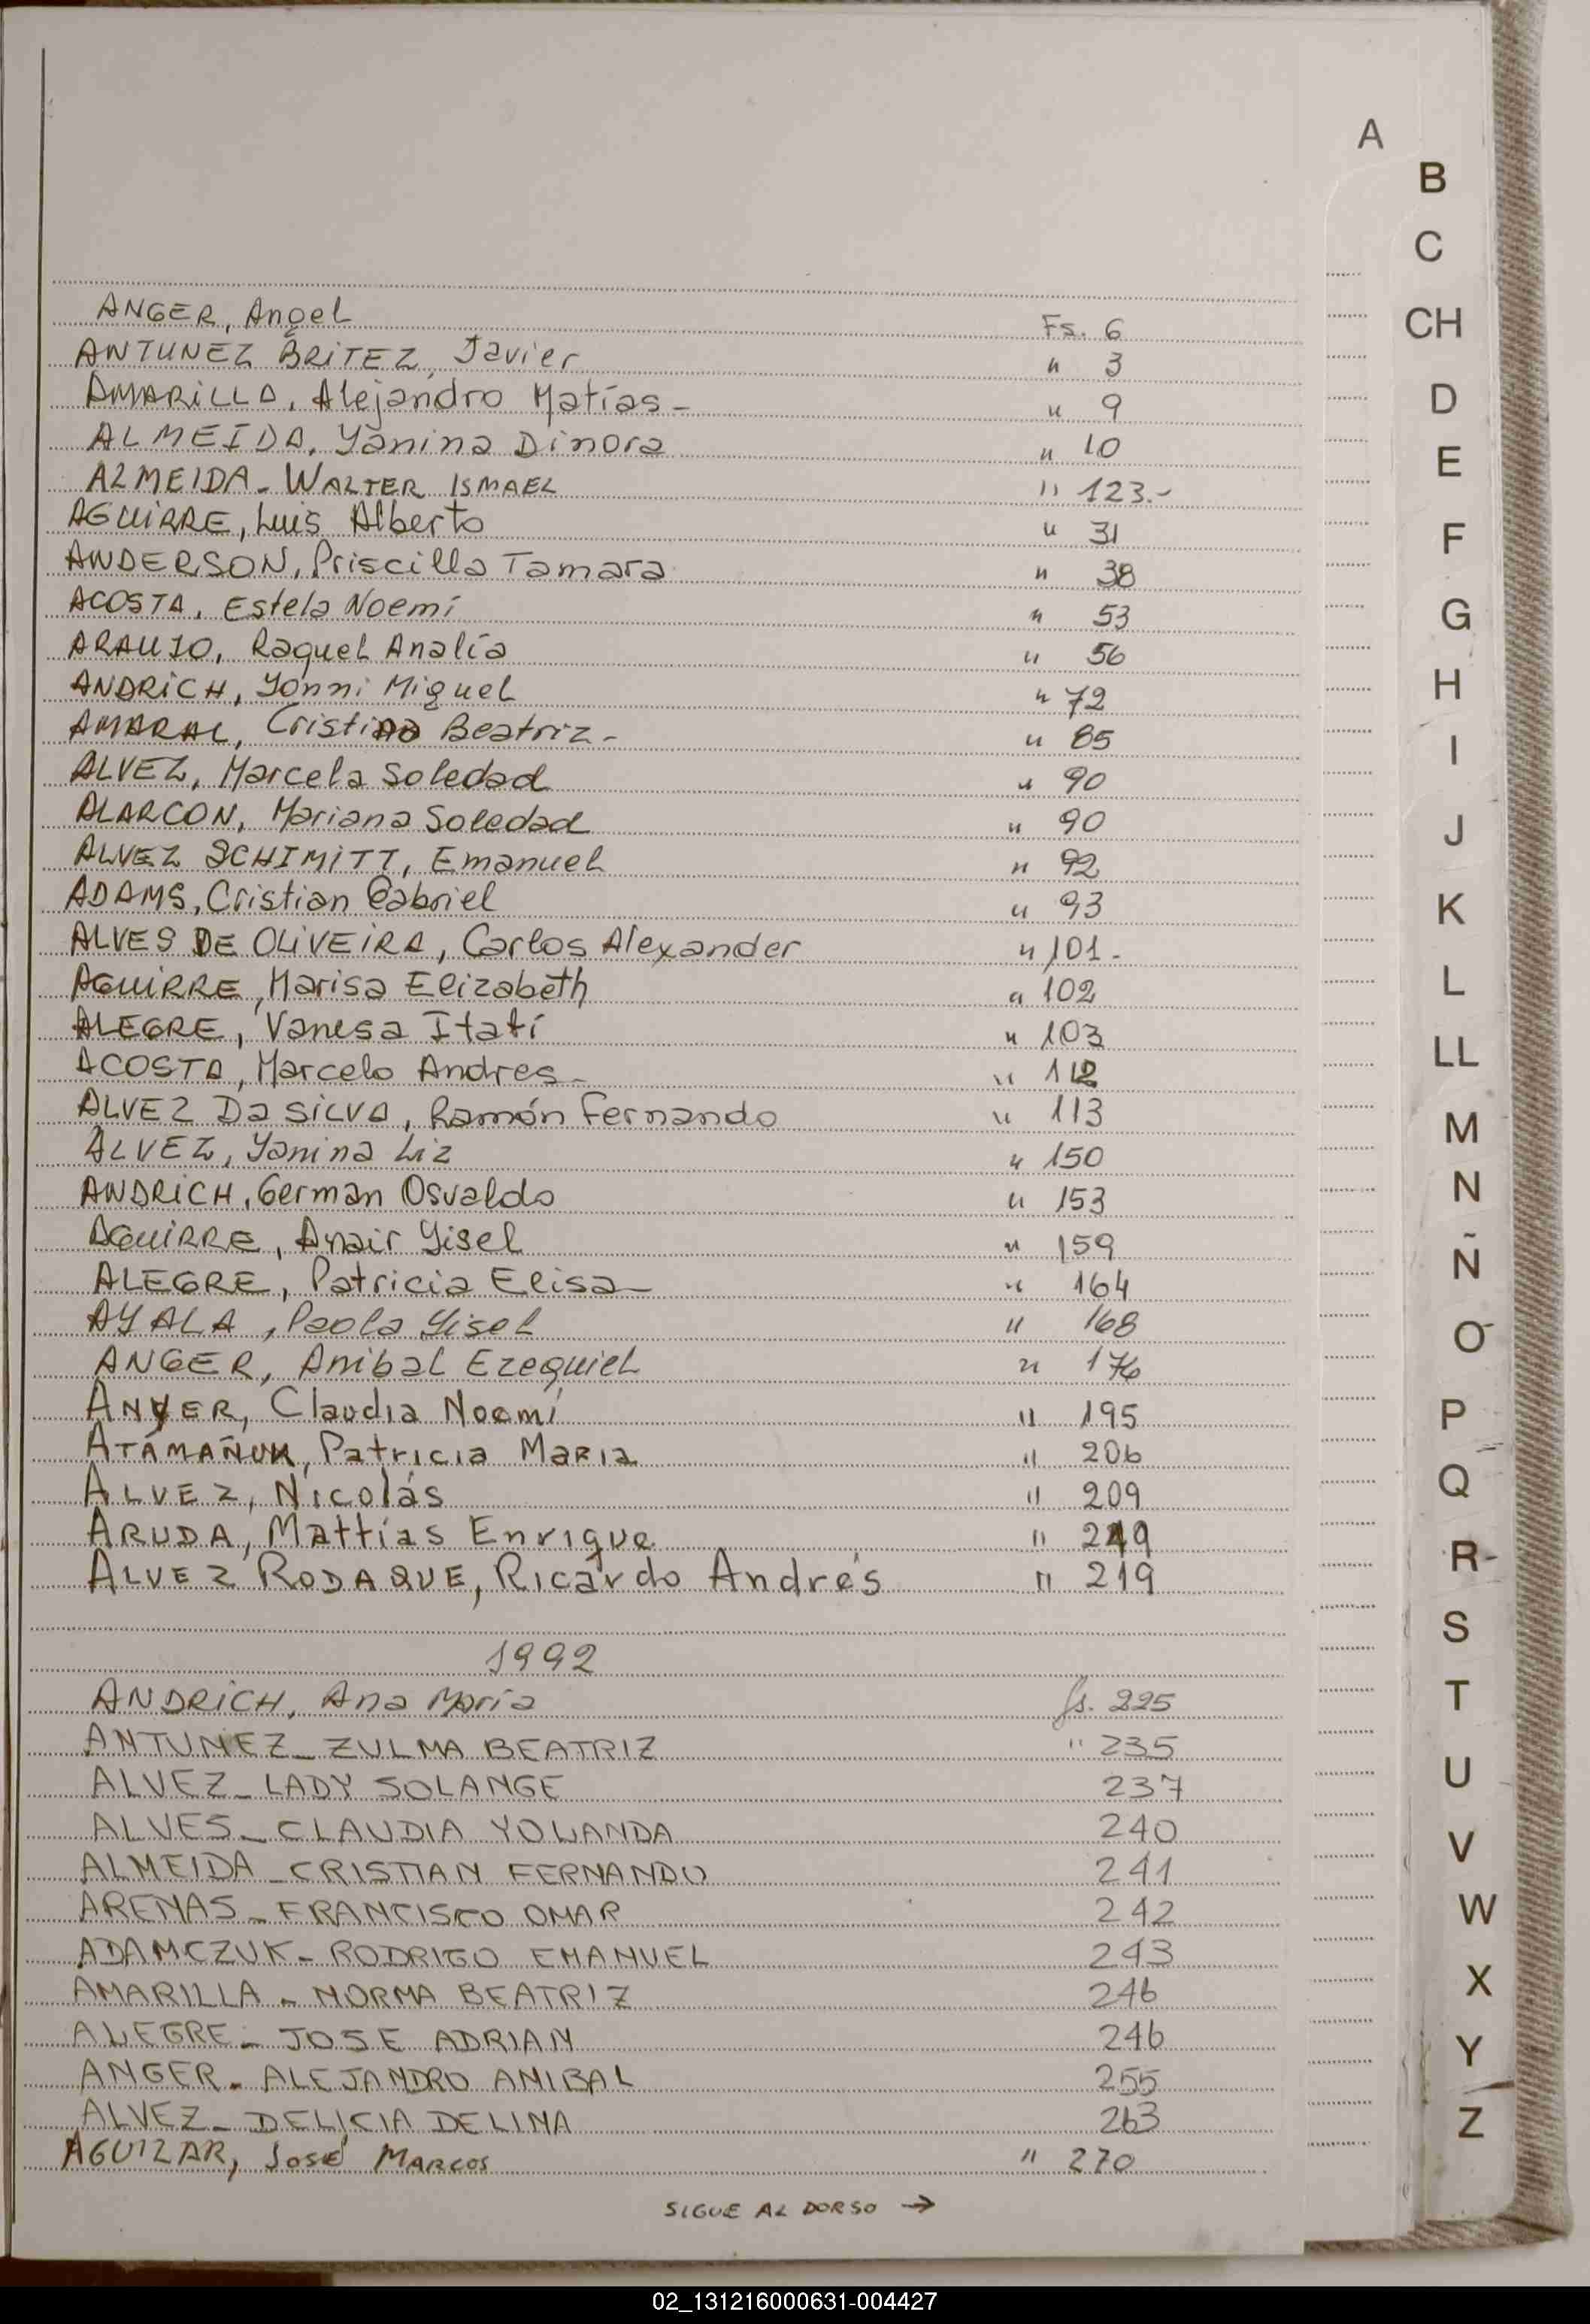 ANGER, Angel Fs. 6
ANTUNEZ BRITEZ, Javier " 3
AMARILLA, Alejandro Matías - " 9
ALMEIDA, Yanina Dinora " 10
ALMEIDA - WALTER ISMAEL " 123.-
AGUIRRE, Luis Alberto " 31
ANDERSON, Priscilla Tamara " 38
ACOSTA, Estela Noemí " 53
ARAUJO, Raquel Analía " 56
ANDRICH, Yonni Miguel " 72
AMARAL, Cristina Beatriz - " 85
ALVEZ, Marcela Soledad " 90
ALARCON, Mariana Soledad " 90
ALVEZ SCHIMITT, Emanuel " 92
ADAMS, Cristian Gabriel " 93
ALVES DE OLIVEIRA, Carlos Alexander " 101 -
AGUIRRE, Marisa Elizabeth " 102
ALEGRE, Vanesa Itatí " 103
ACOSTA, Marcelo Andres - " 112
ALVEZ Da SILVA, Ramón Fernando " 113
ALVEZ, Yanina Liz " 150
ANDRICH, German Osvaldo " 153
AGUIRRE, Anair Yisel " 159
ALEGRE, Patricia Elisa " 164
AYALA, Paola Yisel " 168
ANGER, Anibal Ezequiel " 176
ANYER, Claudia Noemí " 195
ATAMAÑUK, Patricia Maria " 206
ALVEZ, Nicolás " 209
ARUDA, Mattías Enrique " 219
ALVEZ RODAQUE, Ricardo Andrés " 219
1992
ANDRICH, Ana María fs. 225
ANTUNEZ - ZULMA BEATRIZ " 235
ALVEZ - LADY SOLANGE 237
ALVES - CLAUDIA YOLANDA 240
ALMEIDA - CRISTIAN FERNANDO 241
ARENAS - FRANCISCO OMAR 242
ADAMCZUK - RODRIGO EMANUEL 243
AMARILLA - NORMA BEATRIZ 246
ALEGRE - JOSE ADRIAN 246
ANGER - ALEJANDRO ANIBAL 255
ALVEZ - DELICIA DELINA 263
AGUILAR, José Marcos " 270
SIGUE AL DORSO →
A
B
C
CH
D
E
F
G
H
I
J
K
L
LL
M
N
Ñ
O
P
Q
R
S
T
U
V
W
X
Y
Z
02_131216000631-004427